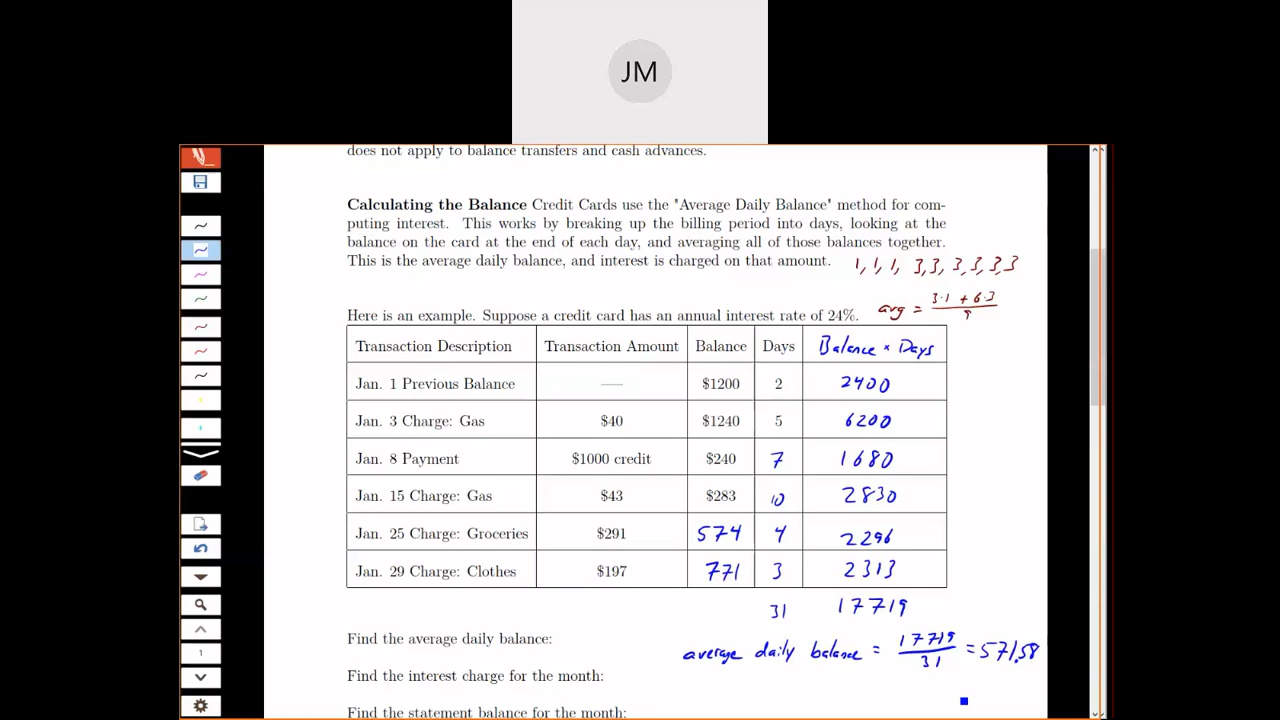 JM
does not apply to balance transfers and cash advances.
Calculating the Balance Credit Cards use the "Average Daily Balance" method for com-
puting interest. This works by breaking up the billing period into days, looking at the
balance on the card at the end of each day, and averaging all of those balances together.
This is the average daily balance, and interest is charged on that amount.
1, 1, 1, 3, 3, 3, 3, 3, 3
Here is an example. Suppose a credit card has an annual interest rate of 24%.
avg = 3·1 + 6·3 / 9
Transaction Description Transaction Amount Balance Days Balance × Days
Jan. 1 Previous Balance — $1200 2 2400
Jan. 3 Charge: Gas $40 $1240 5 6200
Jan. 8 Payment $1000 credit $240 7 1680
Jan. 15 Charge: Gas $43 $283 10 2830
Jan. 25 Charge: Groceries $291 574 4 2296
Jan. 29 Charge: Clothes $197 771 3 2313
31 17719
Find the average daily balance:
average daily balance = 17719 / 31 = 571.58
Find the interest charge for the month:
1
Find the statement balance for the month: